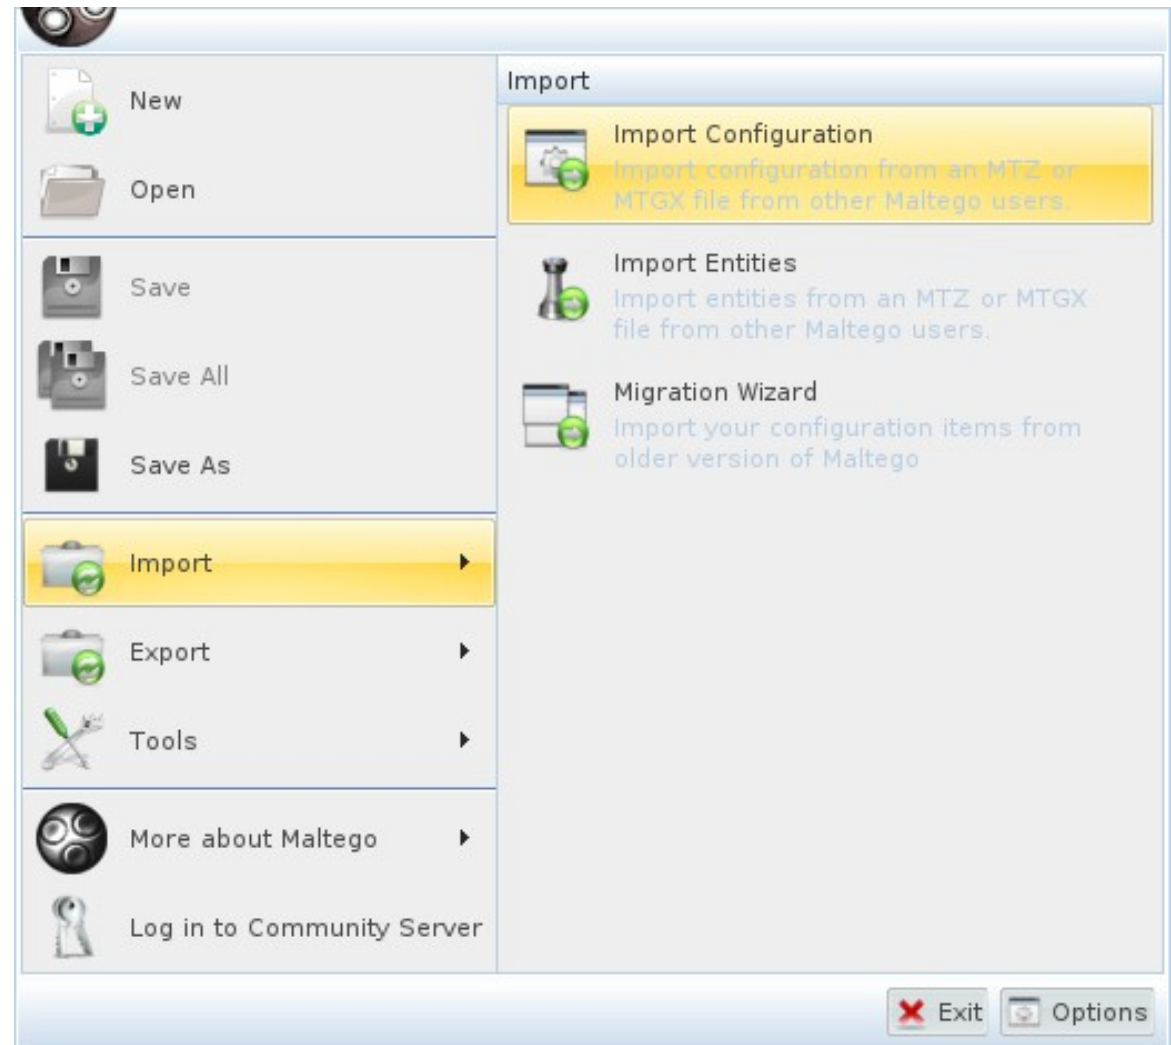 New
Open
Save
Save All
Save As
Import
Export
Tools
More about Maltego
Log in to Community Server
Import
Import Configuration
Import configuration from an MTZ or
MTGX file from other Maltego users.
Import Entities
Import entities from an MTZ or MTGX
file from other Maltego users.
Migration Wizard
Import your configuration items from
older version of Maltego
Exit
Options